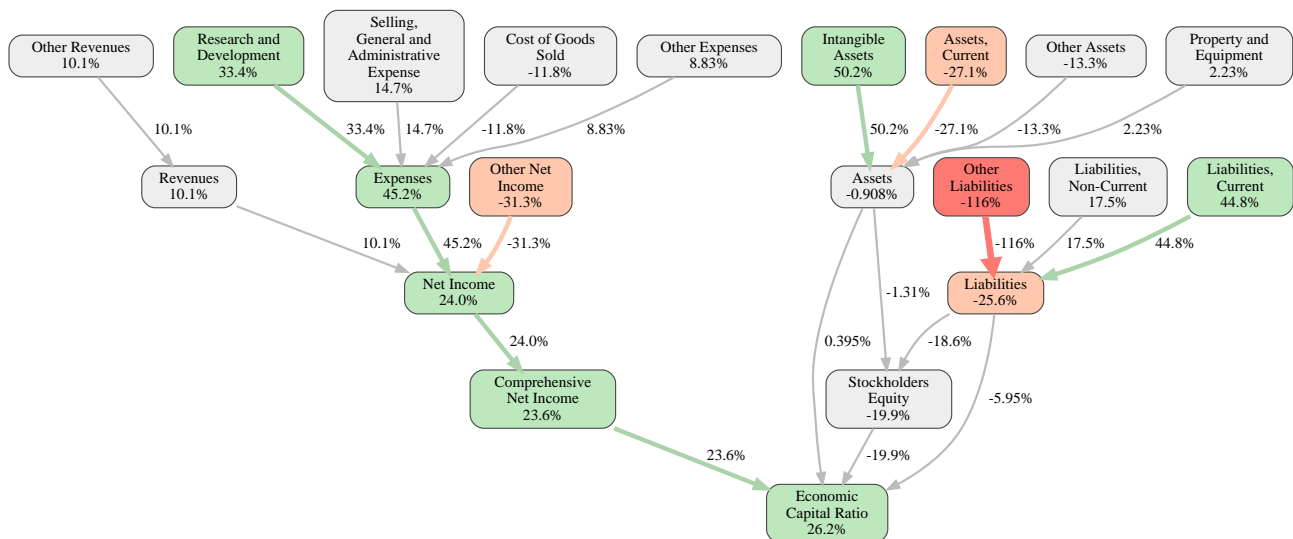 Other Revenues
10.1%
Research and
Development
33.4%
Selling,
General and
Administrative
Expense
14.7%
Cost of Goods
Sold
-11.8%
Other Expenses
8.83%
Intangible
Assets
50.2%
Assets,
Current
-27.1%
Other Assets
-13.3%
Property and
Equipment
2.23%
10.1%
33.4%
14.7%
-11.8%
8.83%
50.2%
-27.1%
-13.3%
2.23%
Revenues
10.1%
Expenses
45.2%
Other Net
Income
-31.3%
Assets
-0.908%
Other
Liabilities
-116%
Liabilities,
Non-Current
17.5%
Liabilities,
Current
44.8%
10.1%
45.2%
-31.3%
-116%
17.5%
44.8%
Net Income
24.0%
-1.31%
Liabilities
-25.6%
24.0%
0.395%
-18.6%
Comprehensive
Net Income
23.6%
Stockholders
Equity
-19.9%
-5.95%
23.6%
-19.9%
Economic
Capital Ratio
26.2%